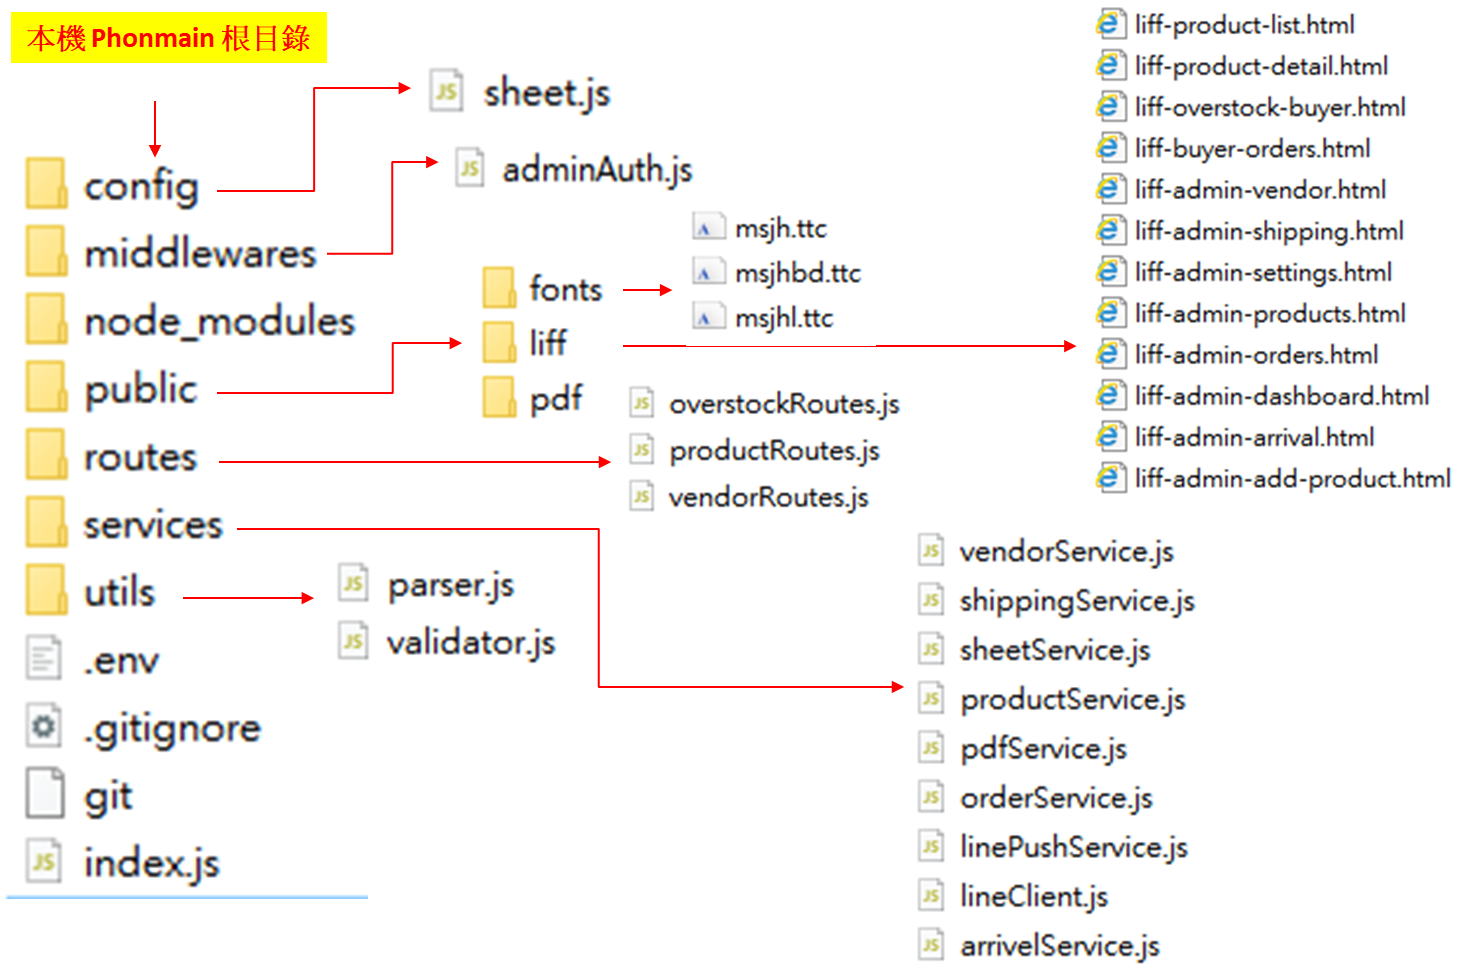 本機 Phonmain 根目錄
config
middlewares
node_modules
public
routes
services
utils
.env
.gitignore
git
index.js
sheet.js
adminAuth.js
fonts
liff
pdf
msjh.ttc
msjhbd.ttc
msjhl.ttc
overstockRoutes.js
productRoutes.js
vendorRoutes.js
parser.js
validator.js
liff-product-list.html
liff-product-detail.html
liff-overstock-buyer.html
liff-buyer-orders.html
liff-admin-vendor.html
liff-admin-shipping.html
liff-admin-settings.html
liff-admin-products.html
liff-admin-orders.html
liff-admin-dashboard.html
liff-admin-arrival.html
liff-admin-add-product.html
vendorService.js
shippingService.js
sheetService.js
productService.js
pdfService.js
orderService.js
linePushService.js
lineClient.js
arrivelService.js